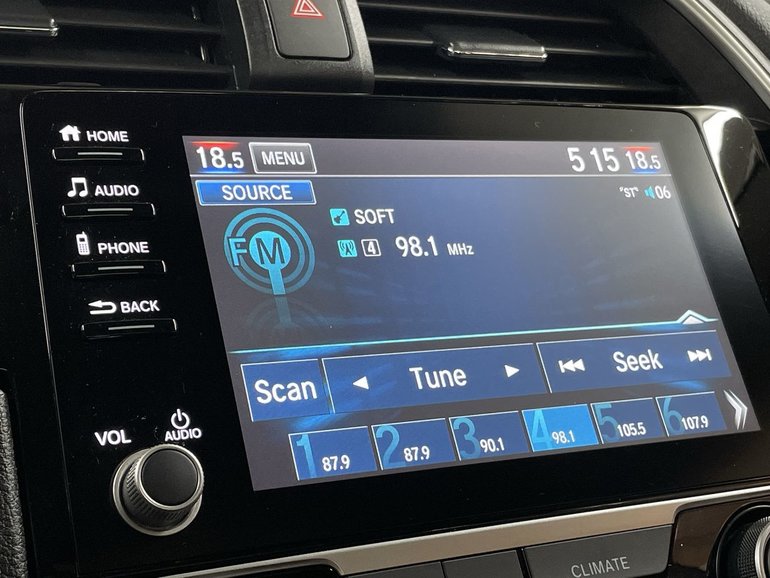 HOME
AUDIO
PHONE
BACK
VOL
AUDIO
18.5 MENU 5 15 18.5
SOURCE "ST" 06
FM SOFT
4 98.1 MHz
Scan Tune Seek
1 87.9 2 87.9 3 90.1 4 98.1 5 105.5 6 107.9
CLIMATE